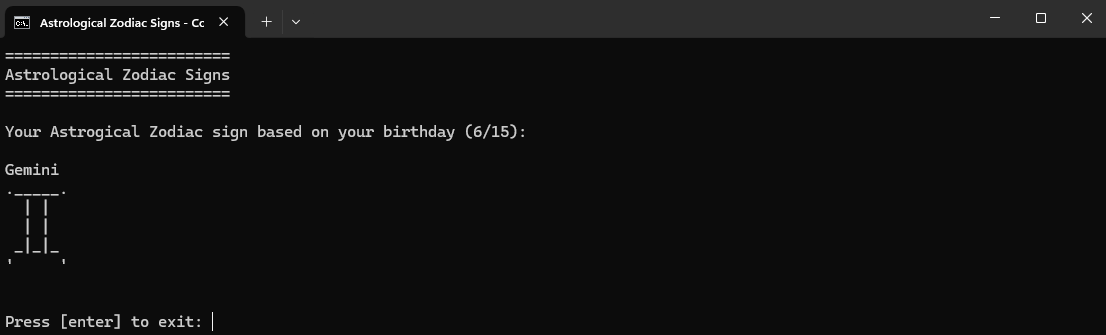 Astrological Zodiac Signs - Cc
=========================
Astrological Zodiac Signs
=========================
Your Astrogical Zodiac sign based on your birthday (6/15):
Gemini
._____.
  | |
  | |
 _|_|_
'     '
Press [enter] to exit: